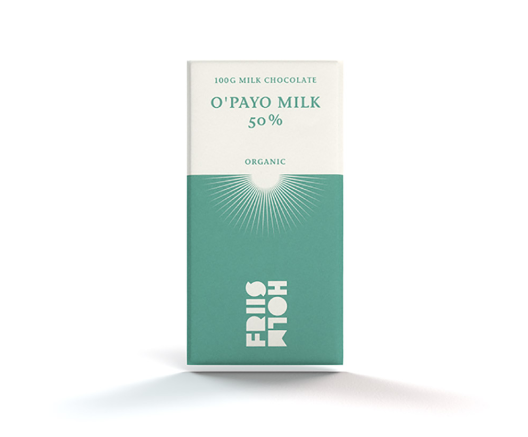 100G MILK CHOCOLATE
O'PAYO MILK
50%
ORGANIC
FRIIS
HOLM